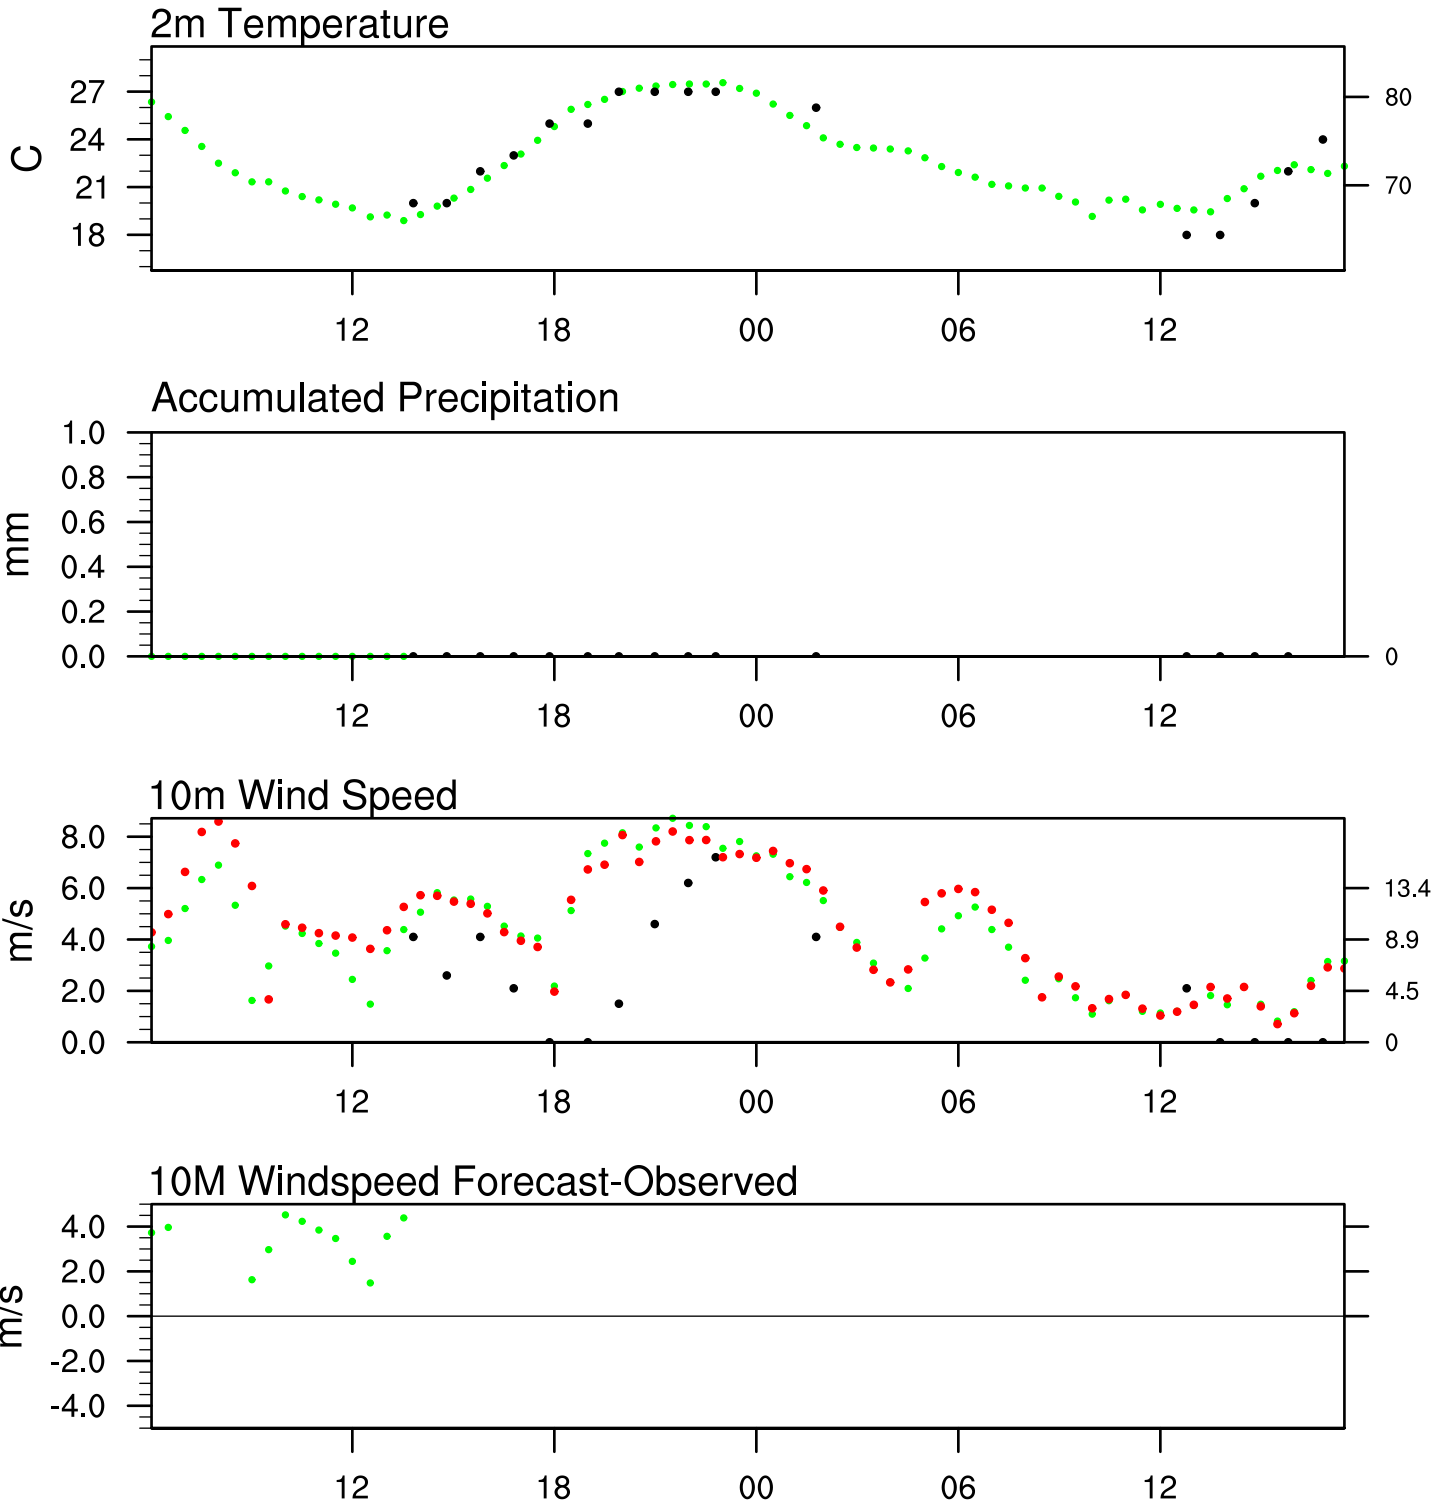 2m Temperature
27
24
21
18
C
80
70
12 18 00 06 12
Accumulated Precipitation
1.0
0.8
0.6
0.4
0.2
0.0
mm
0
12 18 00 06 12
10m Wind Speed
8.0
6.0
4.0
2.0
0.0
m/s
13.4
8.9
4.5
0
12 18 00 06 12
10M Windspeed Forecast-Observed
4.0
2.0
0.0
-2.0
-4.0
m/s
12 18 00 06 12